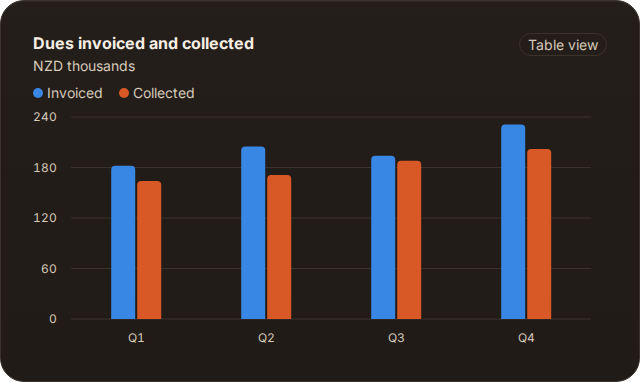 Dues invoiced and collected
Table view
NZD thousands
Invoiced Collected
240
180
120
60
0
Q1 Q2 Q3 Q4